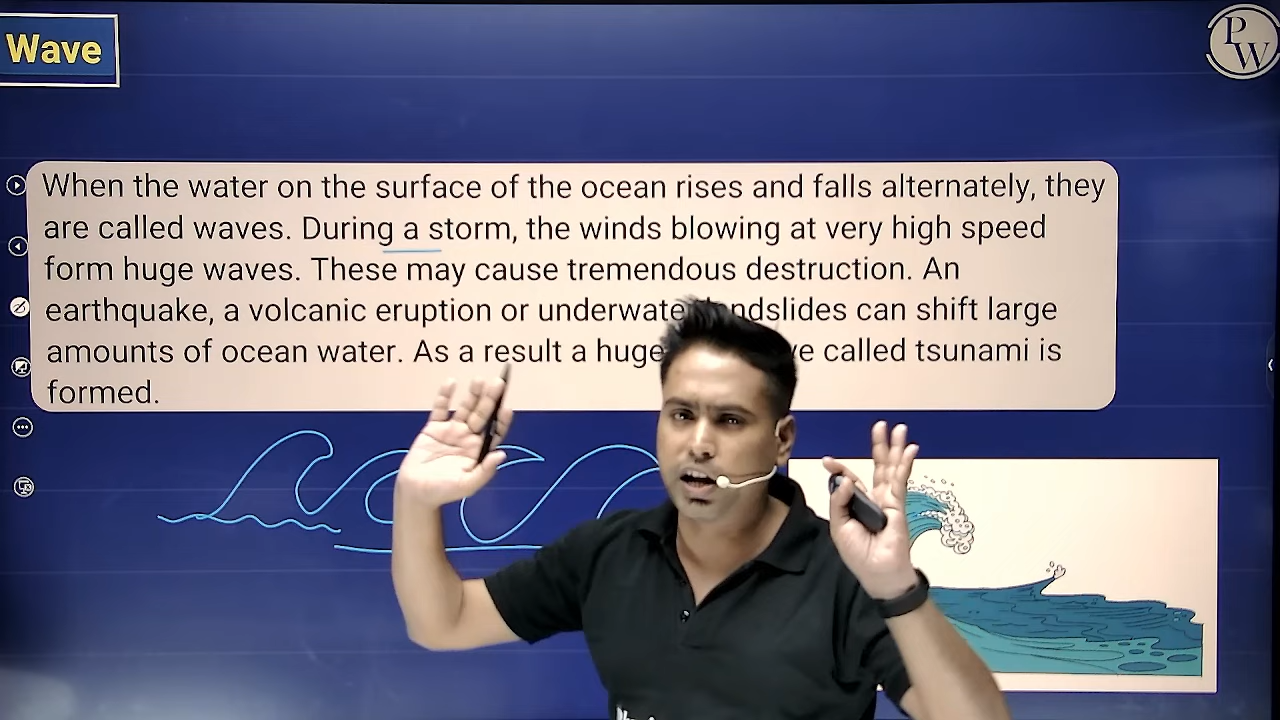 Wave
PW
When the water on the surface of the ocean rises and falls alternately, they
are called waves. During a storm, the winds blowing at very high speed
form huge waves. These may cause tremendous destruction. An
earthquake, a volcanic eruption or underwater landslides can shift large
amounts of ocean water. As a result a huge called tsunami is
formed.